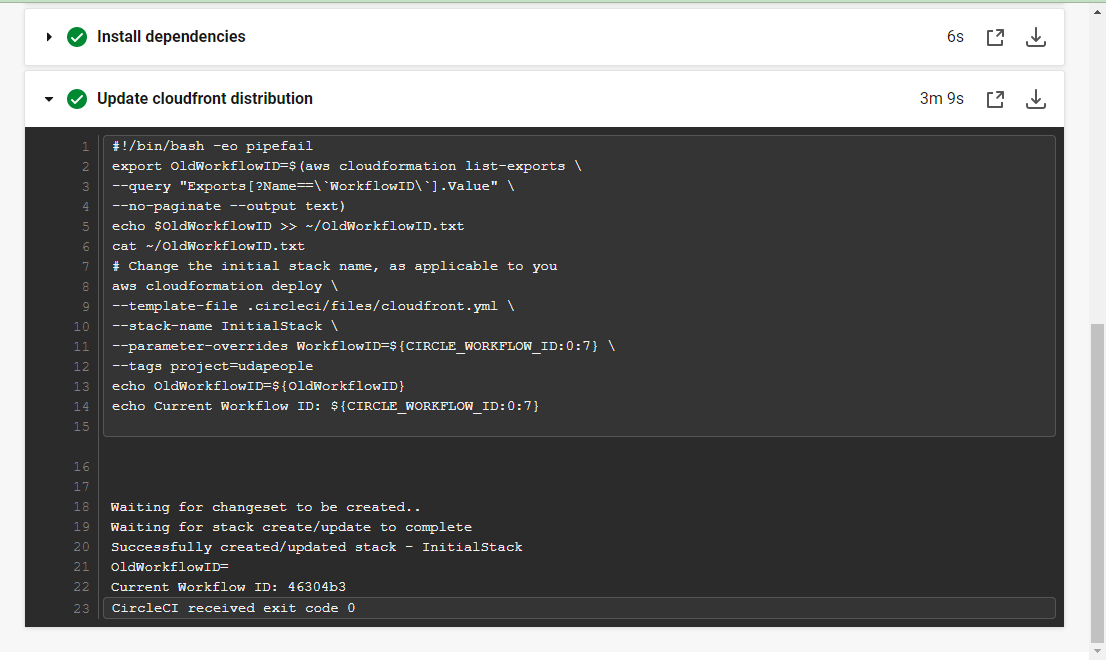 Install dependencies 6s
Update cloudfront distribution 3m 9s
1 #!/bin/bash -eo pipefail
2 export OldWorkflowID=$(aws cloudformation list-exports \
3 --query "Exports[?Name==\`WorkflowID\`].Value" \
4 --no-paginate --output text)
5 echo $OldWorkflowID >> ~/OldWorkflowID.txt
6 cat ~/OldWorkflowID.txt
7 # Change the initial stack name, as applicable to you
8 aws cloudformation deploy \
9 --template-file .circleci/files/cloudfront.yml \
10 --stack-name InitialStack \
11 --parameter-overrides WorkflowID=${CIRCLE_WORKFLOW_ID:0:7} \
12 --tags project=udapeople
13 echo OldWorkflowID=${OldWorkflowID}
14 echo Current Workflow ID: ${CIRCLE_WORKFLOW_ID:0:7}
15
16
17
18 Waiting for changeset to be created..
19 Waiting for stack create/update to complete
20 Successfully created/updated stack - InitialStack
21 OldWorkflowID=
22 Current Workflow ID: 46304b3
23 CircleCI received exit code 0